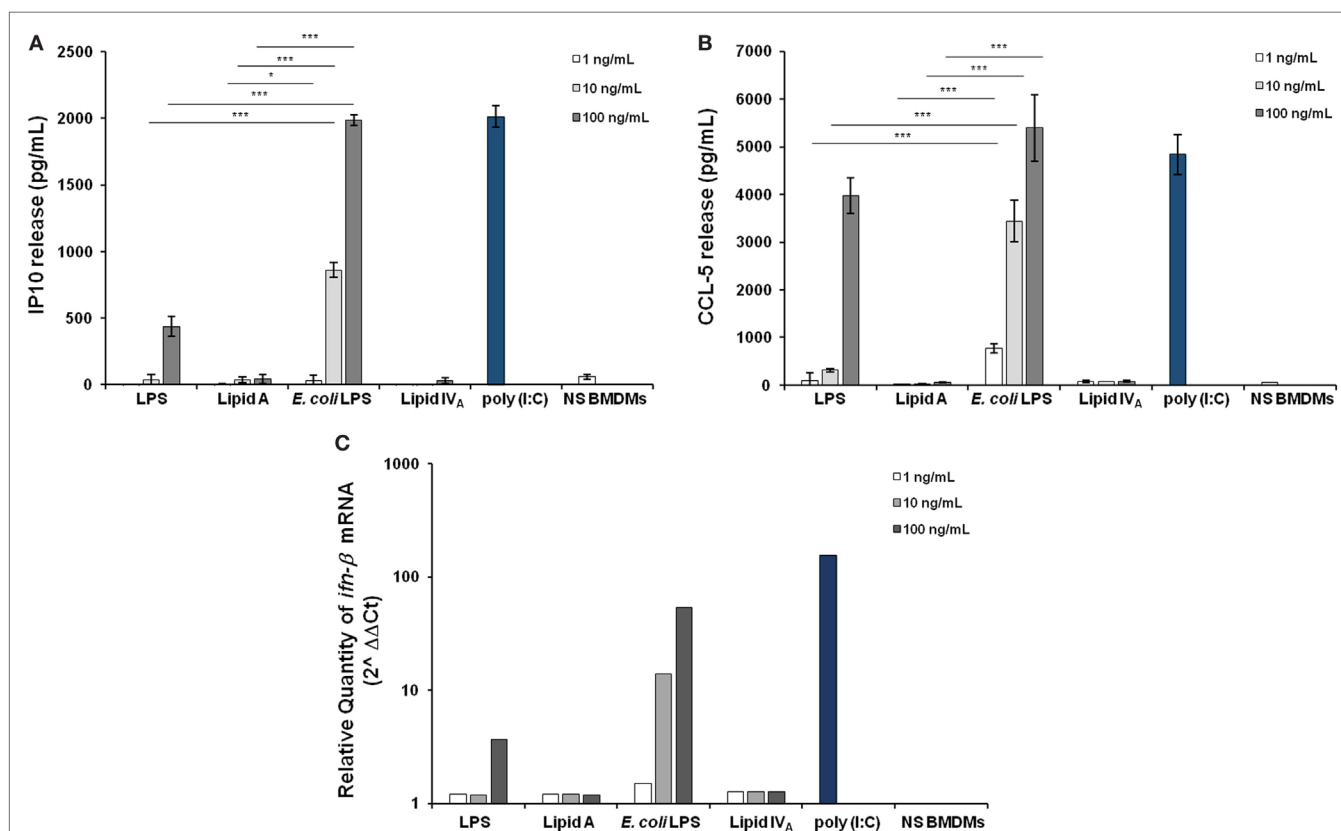 A
IP10 release (pg/mL)
2500
2000
1500
1000
500
0
***
***
*
***
***
1 ng/mL
10 ng/mL
100 ng/mL
LPS Lipid A E. coli LPS Lipid IVA poly (I:C) NS BMDMs
B
CCL-5 release (pg/mL)
7000
6000
5000
4000
3000
2000
1000
0
***
***
***
***
***
1 ng/mL
10 ng/mL
100 ng/mL
LPS Lipid A E. coli LPS Lipid IVA poly (I:C) NS BMDMs
C
Relative Quantity of ifn-β mRNA
(2^ ΔΔCt)
1000
100
10
1
1 ng/mL
10 ng/mL
100 ng/mL
LPS Lipid A E. coli LPS Lipid IVA poly (I:C) NS BMDMs